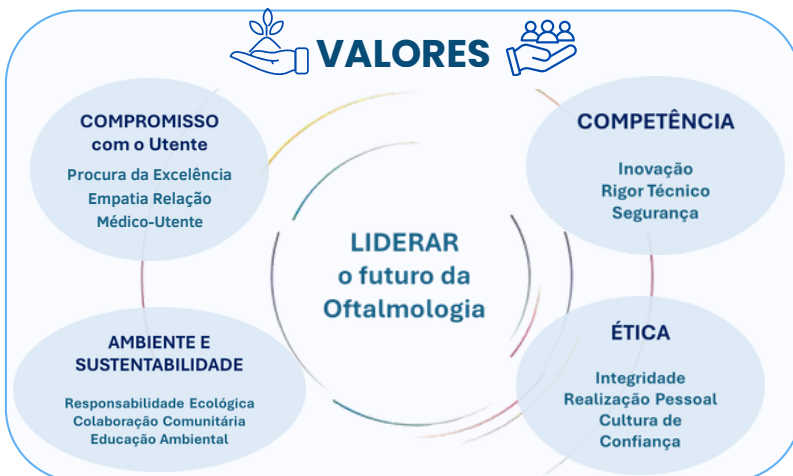 VALORES
COMPROMISSO
com o Utente
Procura da Excelência
Empatia Relação
Médico-Utente
COMPETÊNCIA
Inovação
Rigor Técnico
Segurança
LIDERAR
o futuro da
Oftalmologia
AMBIENTE E
SUSTENTABILIDADE
Responsabilidade Ecológica
Colaboração Comunitária
Educação Ambiental
ÉTICA
Integridade
Realização Pessoal
Cultura de
Confiança